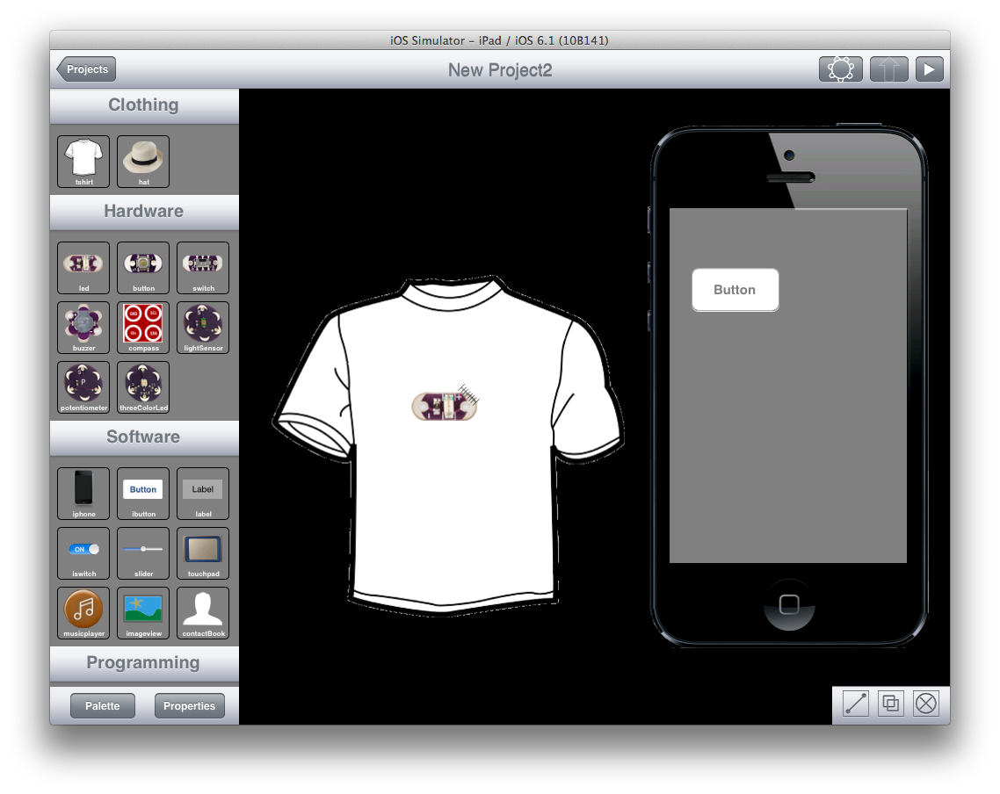 iOS Simulator – iPad / iOS 6.1 (10B141)
Projects
New Project2
Clothing
tshirt
hat
Hardware
led
button
switch
buzzer
GND
SCL
Vin
SDA
compass
lightSensor
P
potentiometer
threeColorLed
Software
iphone
Button
ibutton
Label
label
ON
iswitch
slider
touchpad
musicplayer
imageview
contactBook
Programming
Palette
Properties
Button